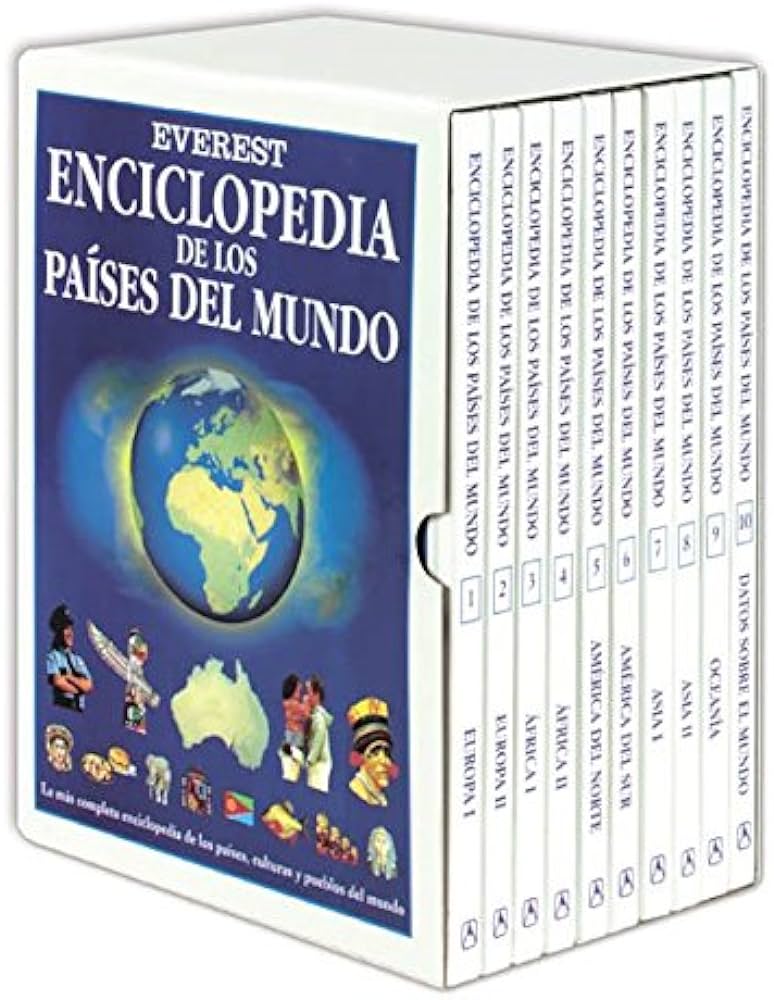 EVEREST
ENCICLOPEDIA
DE LOS
PAÍSES DEL MUNDO
La más completa enciclopedia de los países, culturas y pueblos del mundo
ENCICLOPEDIA DE LOS PAÍSES DEL MUNDO 1 EUROPA I
ENCICLOPEDIA DE LOS PAÍSES DEL MUNDO 2 EUROPA II
ENCICLOPEDIA DE LOS PAÍSES DEL MUNDO 3 ÁFRICA I
ENCICLOPEDIA DE LOS PAÍSES DEL MUNDO 4 ÁFRICA II
ENCICLOPEDIA DE LOS PAÍSES DEL MUNDO 5 AMÉRICA DEL NORTE
ENCICLOPEDIA DE LOS PAÍSES DEL MUNDO 6 AMÉRICA DEL SUR
ENCICLOPEDIA DE LOS PAÍSES DEL MUNDO 7 ASIA I
ENCICLOPEDIA DE LOS PAÍSES DEL MUNDO 8 ASIA II
ENCICLOPEDIA DE LOS PAÍSES DEL MUNDO 9 OCEANÍA
ENCICLOPEDIA DE LOS PAÍSES DEL MUNDO 10 DATOS SOBRE EL MUNDO